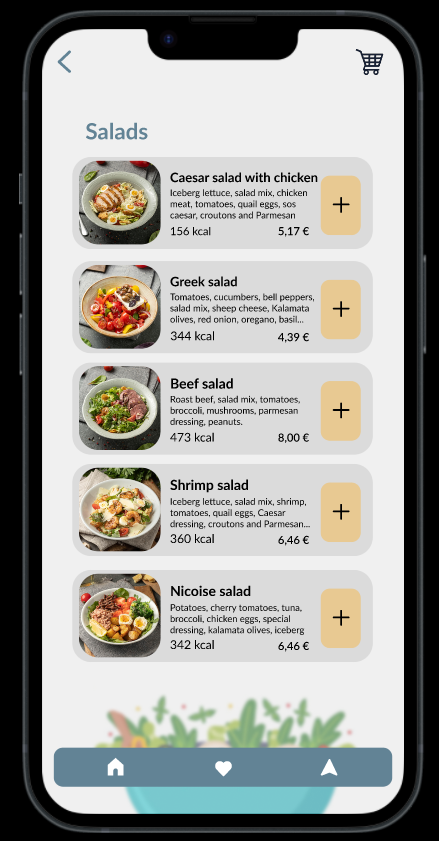 Salads
Caesar salad with chicken
Iceberg lettuce, salad mix, chicken
meat, tomatoes, quail eggs, sos
caesar, croutons and Parmesan
156 kcal 5,17 €
Greek salad
Tomatoes, cucumbers, bell peppers,
salad mix, sheep cheese, Kalamata
olives, red onion, oregano, basil...
344 kcal 4,39 €
Beef salad
Roast beef, salad mix, tomatoes,
broccoli, mushrooms, parmesan
dressing, peanuts.
473 kcal 8,00 €
Shrimp salad
Iceberg lettuce, salad mix, shrimp,
tomatoes, quail eggs, Caesar
dressing, croutons and Parmesan...
360 kcal 6,46 €
Nicoise salad
Potatoes, cherry tomatoes, tuna,
broccoli, chicken eggs, special
dressing, kalamata olives, iceberg
342 kcal 6,46 €